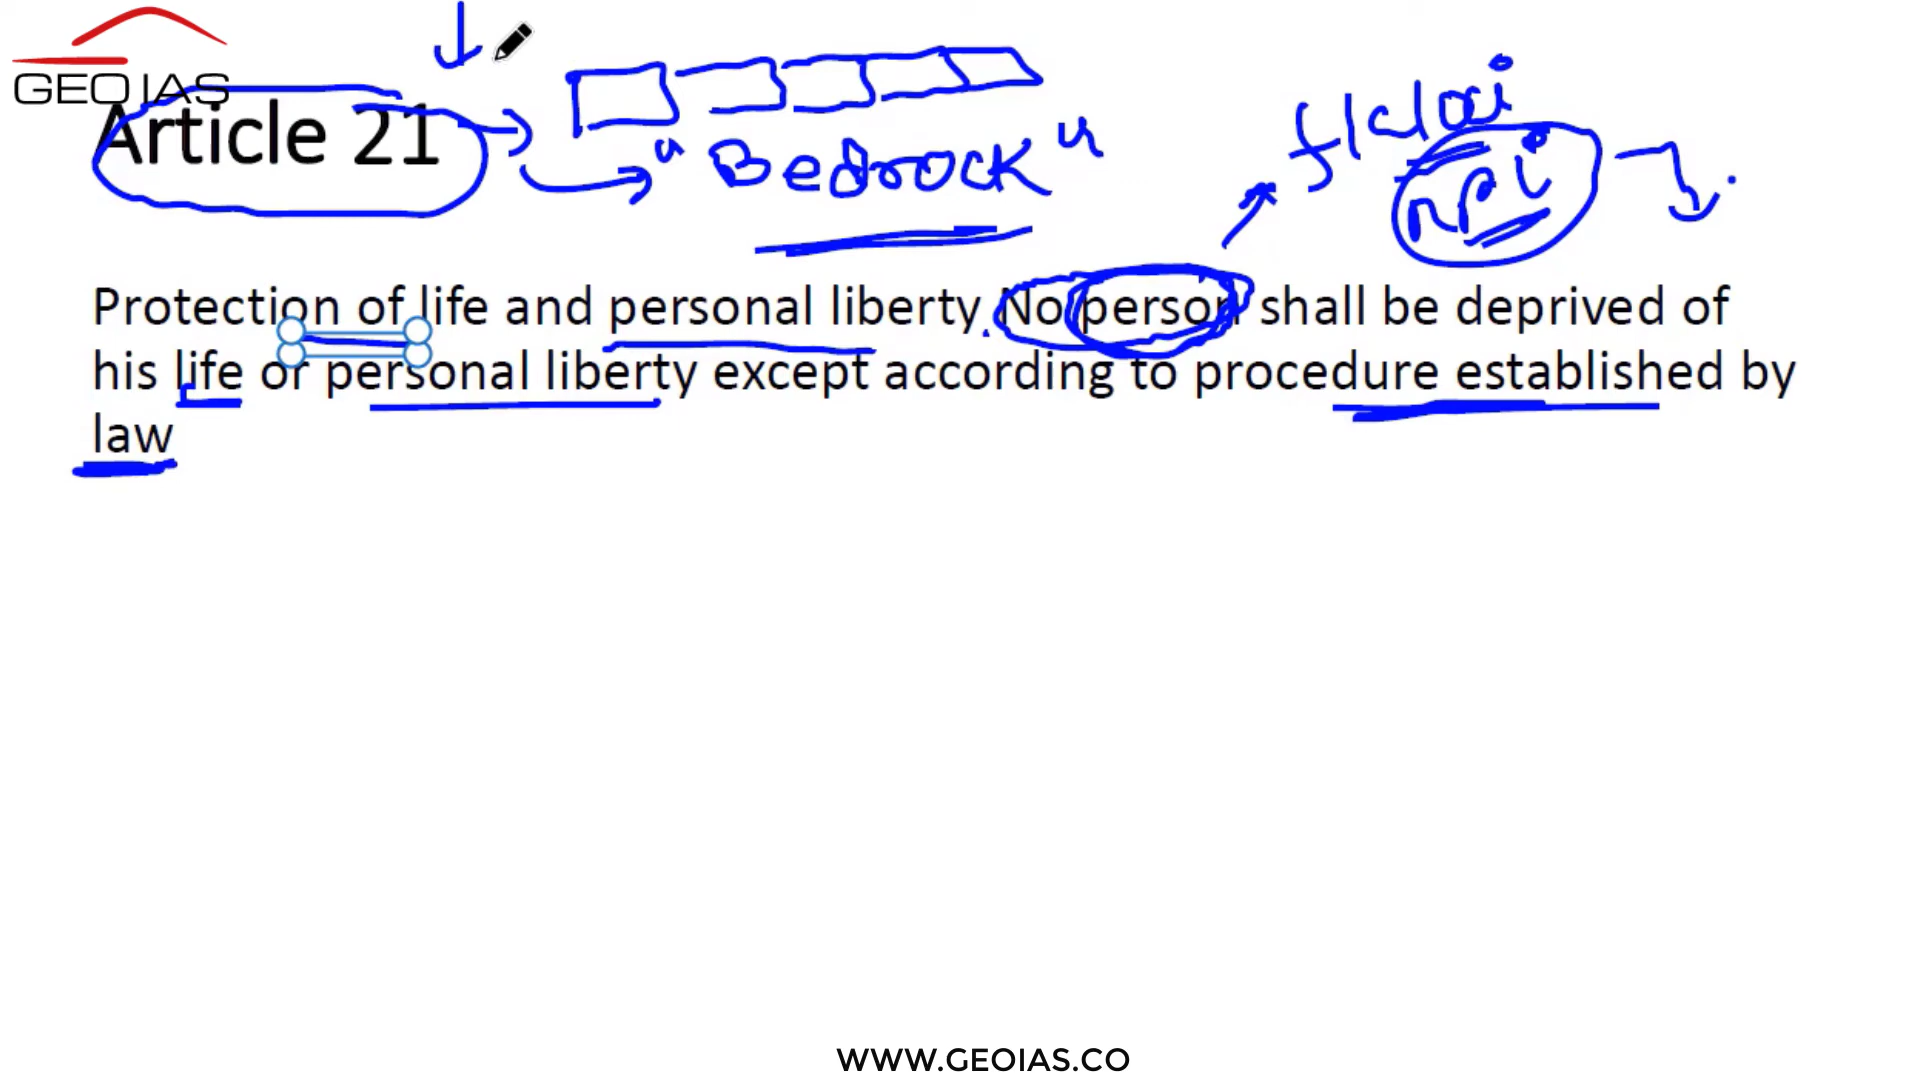 GEO IAS
Article 21
"Bedrock"
Protection of life and personal liberty. No person shall be deprived of
his life or personal liberty except according to procedure established by
law
WWW.GEOIAS.CO